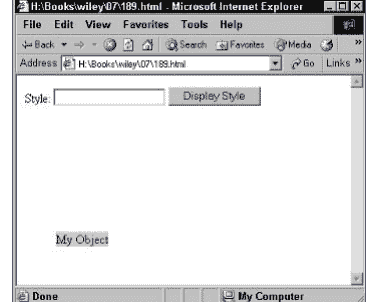 H:\Books\wiley\07\189.html - Microsoft Internet Explorer
File Edit View Favorites Tools Help
Back Search Favorites Media »
Address H:\Books\wiley\07\189.html Go Links »
Style: Display Style
My Object
Done My Computer